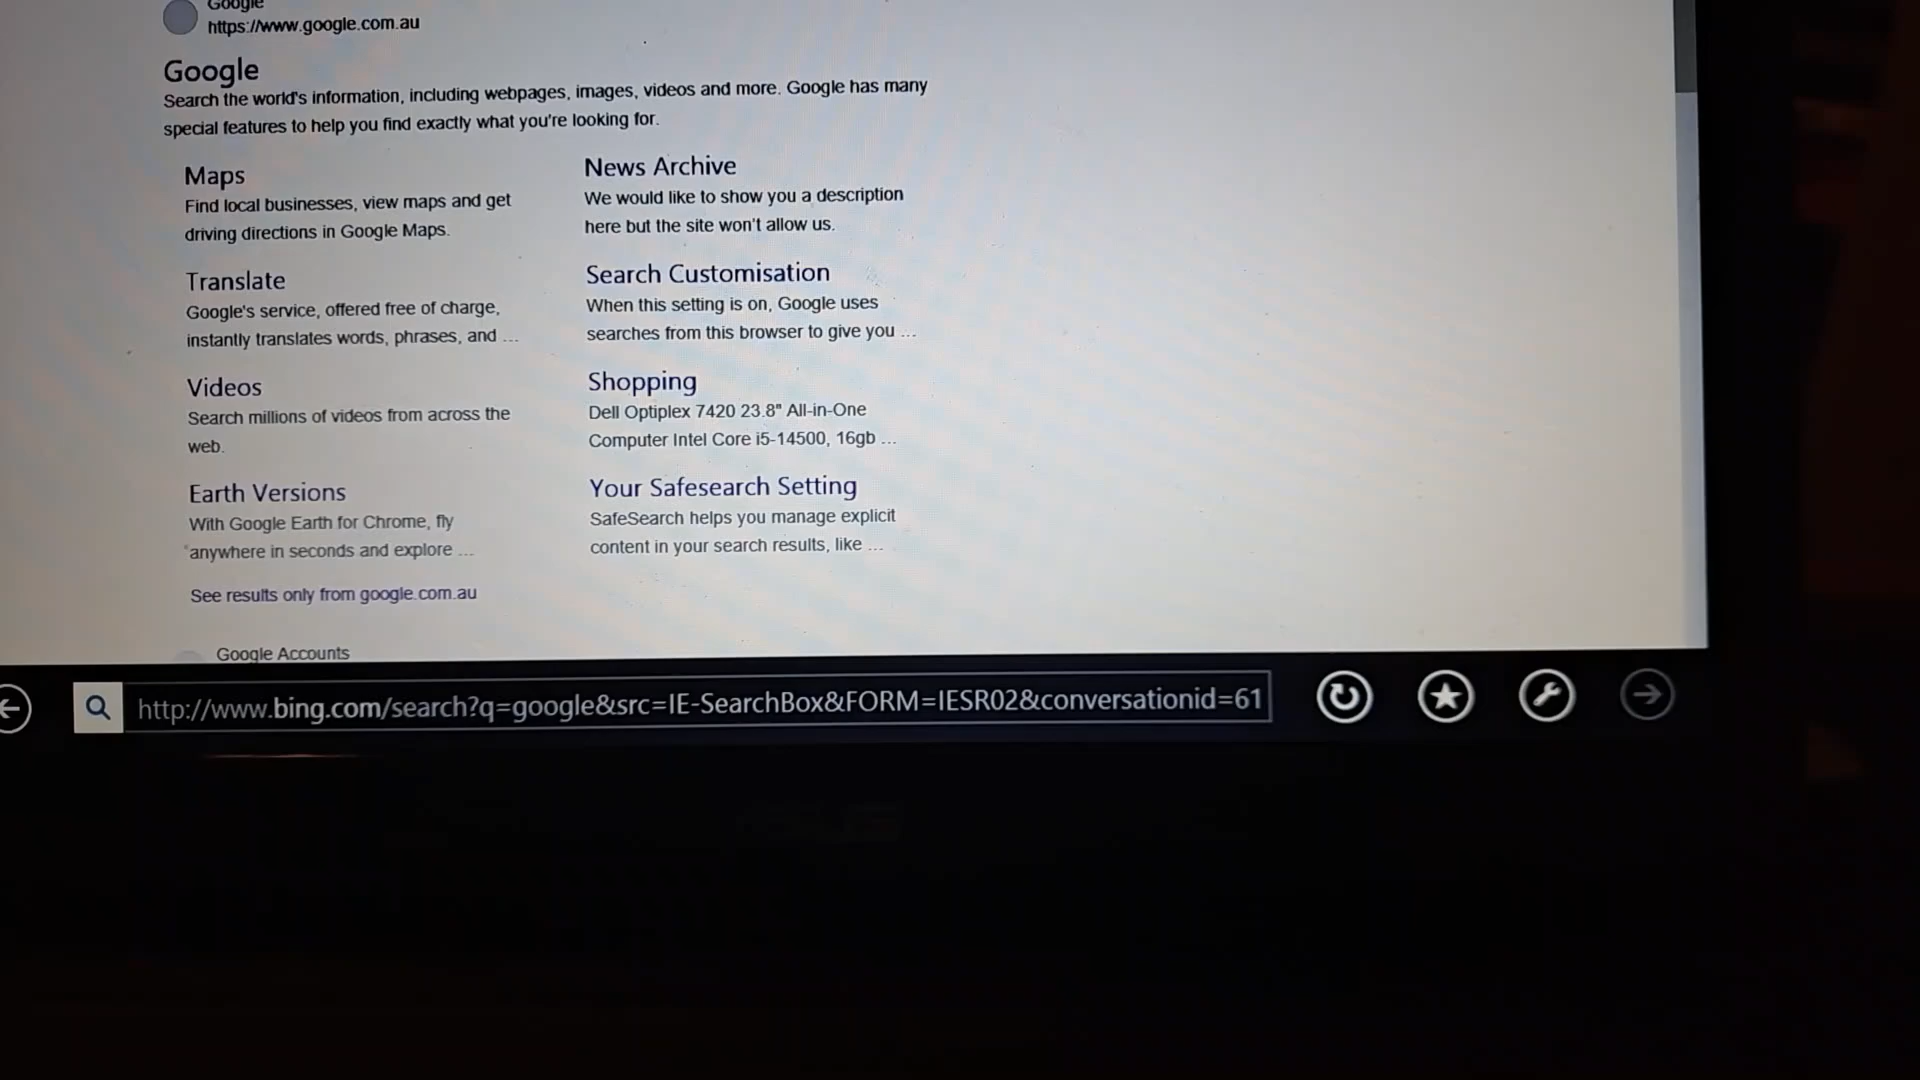 Google
https://www.google.com.au
Google
Search the world's information, including webpages, images, videos and more. Google has many
special features to help you find exactly what you're looking for.
Maps
Find local businesses, view maps and get
driving directions in Google Maps.
News Archive
We would like to show you a description
here but the site won't allow us.
Translate
Google's service, offered free of charge,
instantly translates words, phrases, and ...
Search Customisation
When this setting is on, Google uses
searches from this browser to give you ...
Videos
Search millions of videos from across the
web.
Shopping
Dell Optiplex 7420 23.8" All-in-One
Computer Intel Core i5-14500, 16gb ...
Earth Versions
With Google Earth for Chrome, fly
anywhere in seconds and explore ...
Your Safesearch Setting
SafeSearch helps you manage explicit
content in your search results, like ...
See results only from google.com.au
Google Accounts
http://www.bing.com/search?q=google&src=IE-SearchBox&FORM=IESR02&conversationid=61